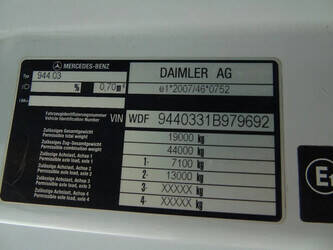 MERCEDES-BENZ
DAIMLER AG
Typ 944.03
% 0,70m⁻¹
e1*2007/46*0752
Fahrzeugidentifizierungsnummer
Vehicle Identification Number
VIN WDF 9440331B979692
Zulässiges Gesamtgewicht
Permissible total weight
19000 kg
Zulässiges Zug-Gesamtgewicht
Permissible combination weight
44000 kg
Zulässige Achslast, Achse 1
Permissible axle load, Axle 1
1- 7100 kg
Zulässige Achslast, Achse 2
Permissible axle load, Axle 2
2- 13000 kg
Zulässige Achslast, Achse 3
Permissible axle load, Axle 3
3- XXXXX kg
Zulässige Achslast, Achse 4
Permissible axle load, Axle 4
4- XXXXX kg